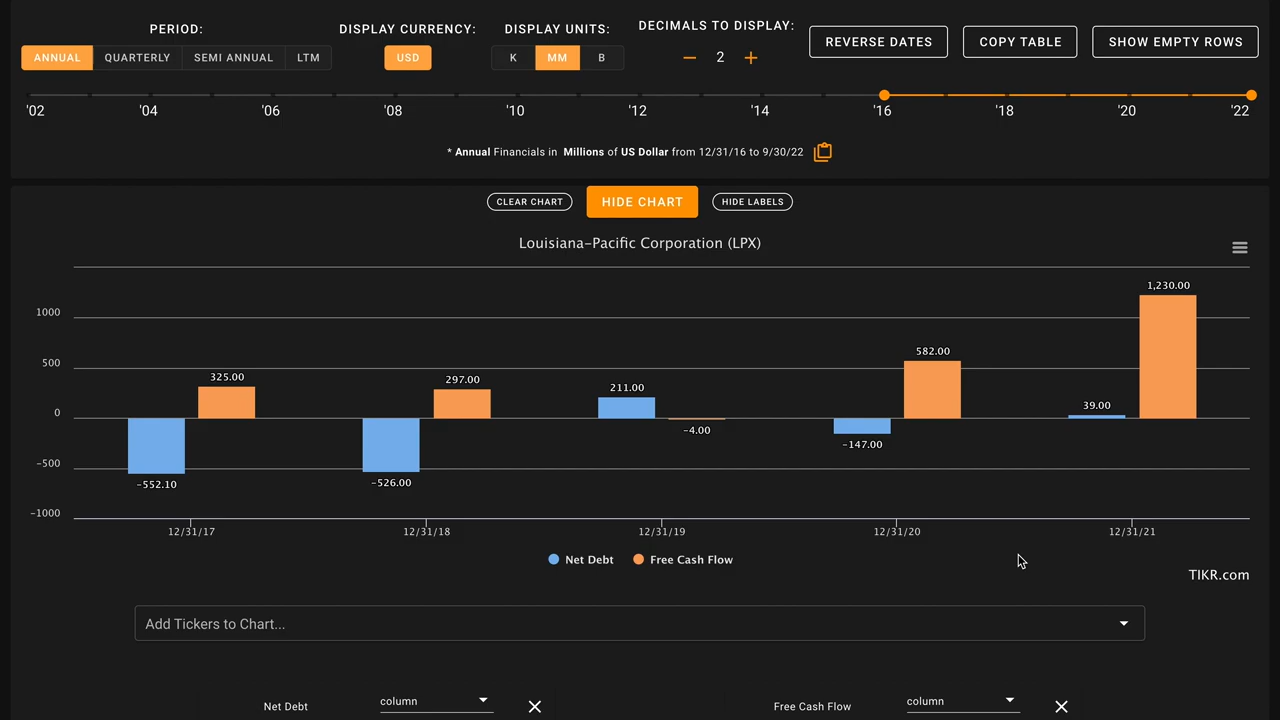 PERIOD:
DISPLAY CURRENCY:
DISPLAY UNITS:
DECIMALS TO DISPLAY:
ANNUAL
QUARTERLY
SEMI ANNUAL
LTM
USD
K
MM
B
2
REVERSE DATES
COPY TABLE
SHOW EMPTY ROWS
'02
'04
'06
'08
'10
'12
'14
'16
'18
'20
'22
* Annual Financials in Millions of US Dollar from 12/31/16 to 9/30/22
CLEAR CHART
HIDE CHART
HIDE LABELS
Louisiana-Pacific Corporation (LPX)
1000
500
0
-500
-1000
-552.10
325.00
-526.00
297.00
211.00
-4.00
-147.00
582.00
39.00
1,230.00
12/31/17
12/31/18
12/31/19
12/31/20
12/31/21
Net Debt
Free Cash Flow
TIKR.com
Add Tickers to Chart...
Net Debt
column
Free Cash Flow
column